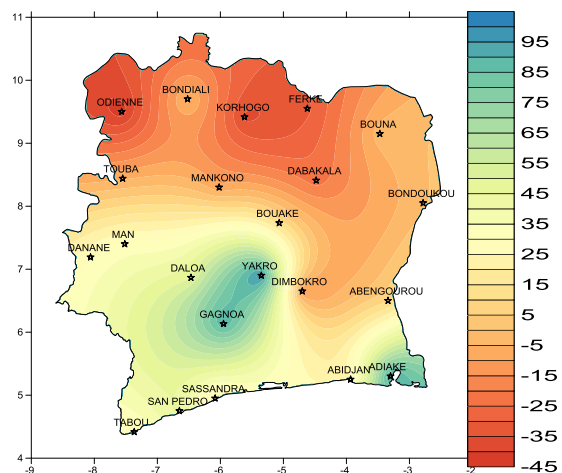 11
95
10
BONDIALI
85
ODIENNE
FERKE
KORHOGO
75
BOUNA
9
65
TOUBA
MANKONO
DABAKALA
55
BONDOUKOU
8
45
BOUAKE
35
MAN
DANANE
25
7
DALOA
YAKRO
DIMBOKRO
15
ABENGOUROU
GAGNOA
5
6
-5
ABIDJAN
ADIAKE
-15
SASSANDRA
5
SAN PEDRO
-25
TABOU
-35
4
-45
-9 -8 -7 -6 -5 -4 -3 -2